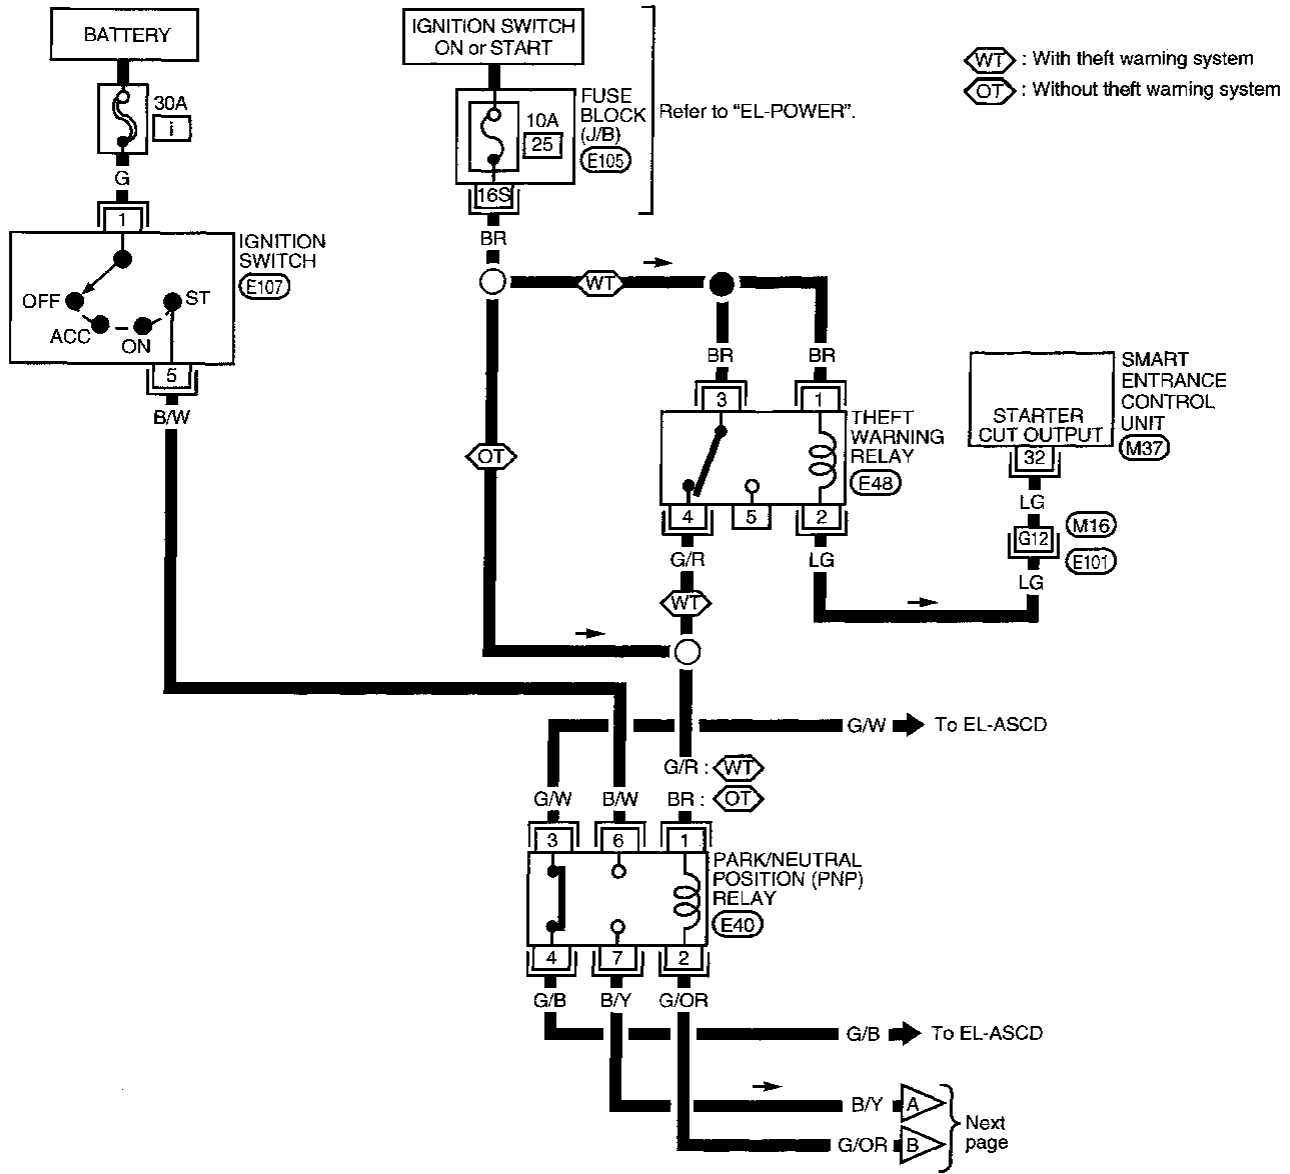 BATTERY
30A
i
G
1
IGNITION SWITCH
ON or START
10A
25
16S
FUSE
BLOCK
(J/B)
E105
Refer to "EL-POWER".
WT : With theft warning system
OT : Without theft warning system
BR
IGNITION
SWITCH
E107
OFF
ACC
ON
ST
5
B/W
WT
OT
BR
BR
3
1
THEFT
WARNING
RELAY
E48
4
5
2
G/R
LG
WT
SMART
ENTRANCE
CONTROL
UNIT
M37
STARTER
CUT OUTPUT
32
LG
G12
M16
E101
LG
G/W
To EL-ASCD
G/R : WT
G/W
B/W
BR : OT
3
6
1
PARK/NEUTRAL
POSITION (PNP)
RELAY
E40
4
7
2
G/B
B/Y
G/OR
G/B
To EL-ASCD
B/Y
A
G/OR
B
Next
page